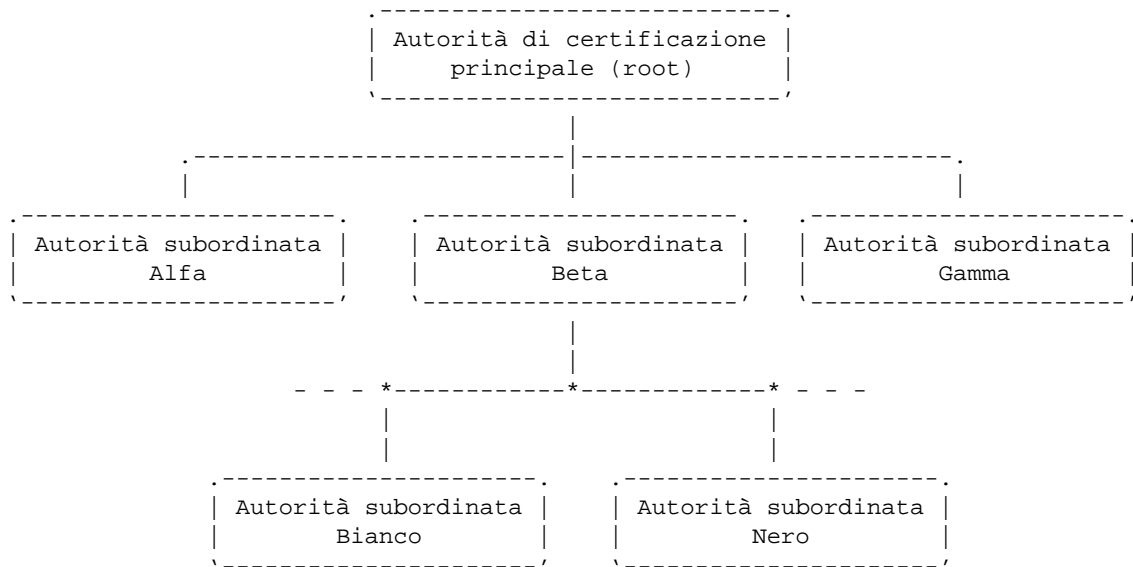 Autorità di certificazione
principale (root)
Autorità subordinata
Alfa
Autorità subordinata
Beta
Autorità subordinata
Gamma
Autorità subordinata
Bianco
Autorità subordinata
Nero